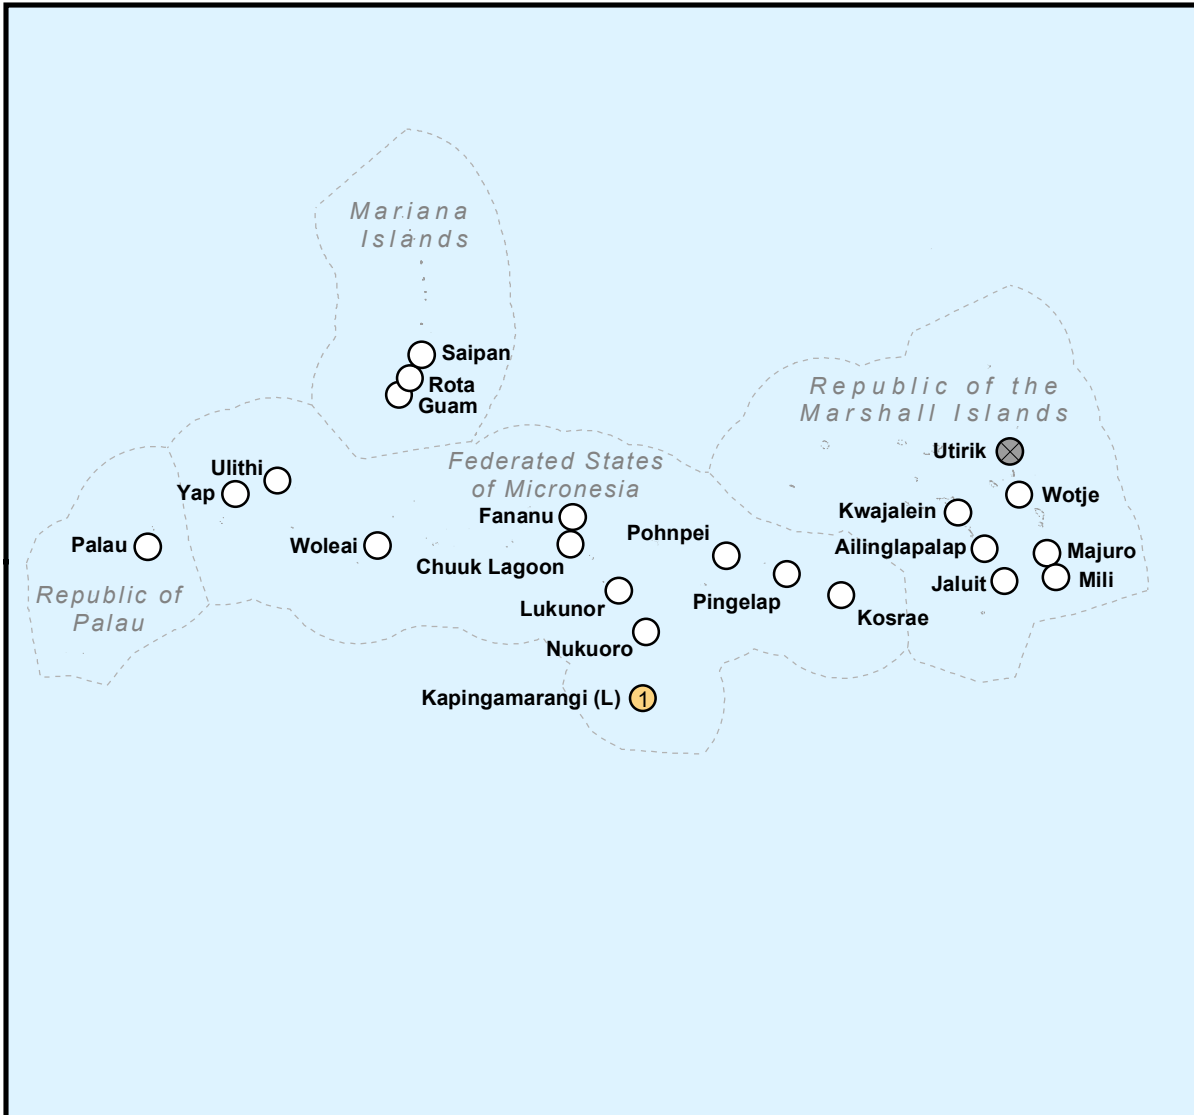 Mariana
Islands
Saipan
Rota
Guam
Republic of the
Marshall Islands
Utirik
Wotje
Kwajalein
Ailinglapalap
Majuro
Jaluit
Mili
Federated States
of Micronesia
Ulithi
Yap
Fananu
Pohnpei
Palau
Woleai
Chuuk Lagoon
Lukunor
Pingelap
Kosrae
Republic of
Palau
Nukuoro
Kapingamarangi (L) 1